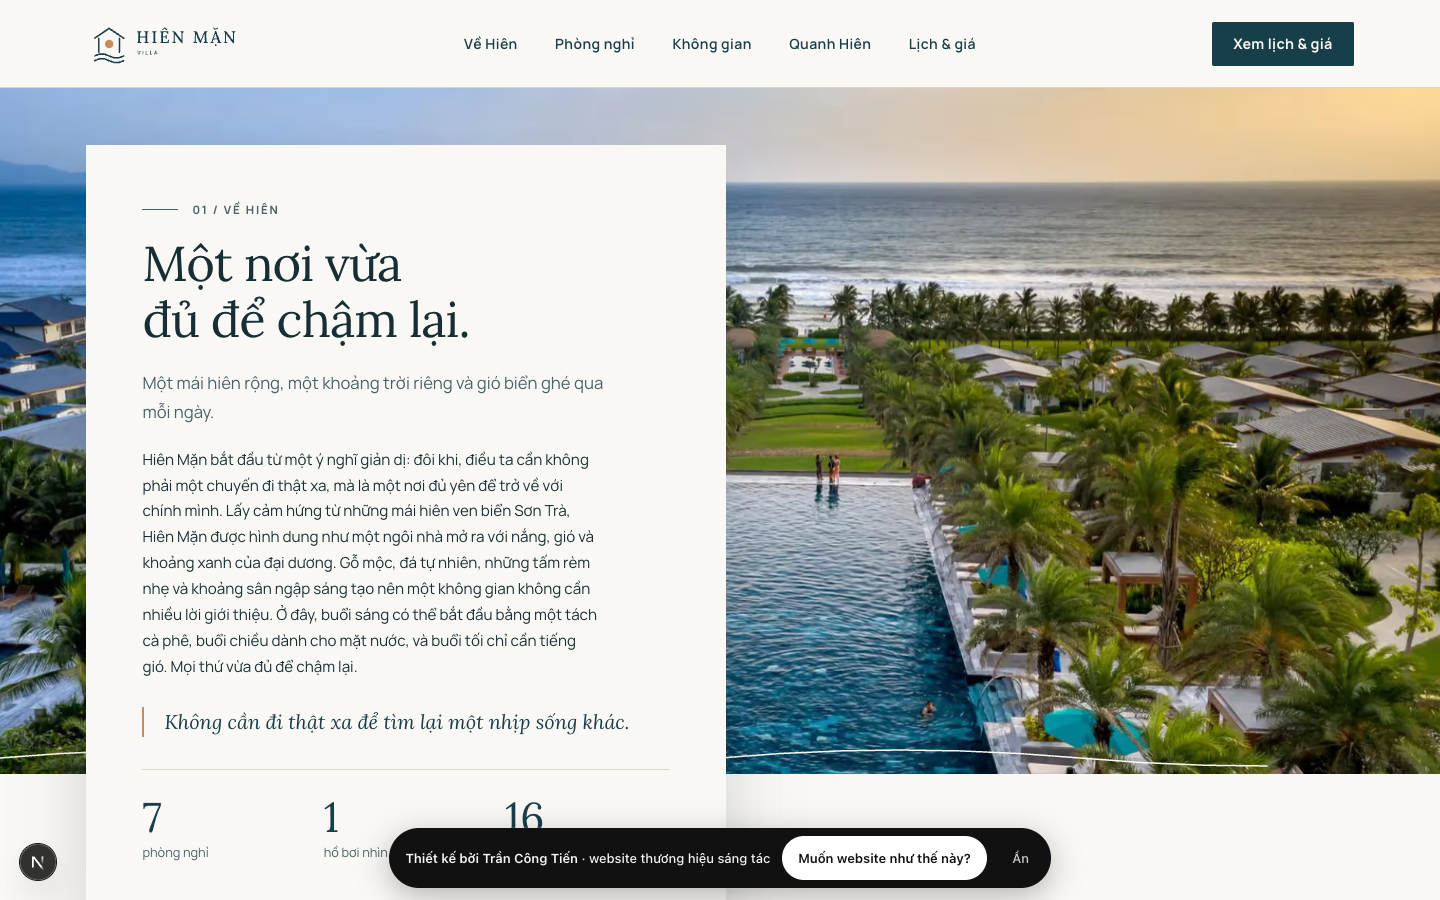 HIÊN MẶN
VILLA
Về Hiên
Phòng nghỉ
Không gian
Quanh Hiên
Lịch & giá
Xem lịch & giá
01 / VỀ HIÊN
Một nơi vừa
đủ để chậm lại.
Một mái hiên rộng, một khoảng trời riêng và gió biển ghé qua
mỗi ngày.
Hiên Mặn bắt đầu từ một ý nghĩ giản dị: đôi khi, điều ta cần không
phải một chuyến đi thật xa, mà là một nơi đủ yên để trở về với
chính mình. Lấy cảm hứng từ những mái hiên ven biển Sơn Trà,
Hiên Mặn được hình dung như một ngôi nhà mở ra với nắng, gió và
khoảng xanh của đại dương. Gỗ mộc, đá tự nhiên, những tấm rèm
nhẹ và khoảng sân ngập sáng tạo nên một không gian không cần
nhiều lời giới thiệu. Ở đây, buổi sáng có thể bắt đầu bằng một tách
cà phê, buổi chiều dành cho mặt nước, và buổi tối chỉ cần tiếng
gió. Mọi thứ vừa đủ để chậm lại.
Không cần đi thật xa để tìm lại một nhịp sống khác.
7
1
16
phòng nghỉ
hồ bơi nhìn
Thiết kế bởi Trần Công Tiến · website thương hiệu sáng tác
Muốn website như thế này?
Ẩn
N